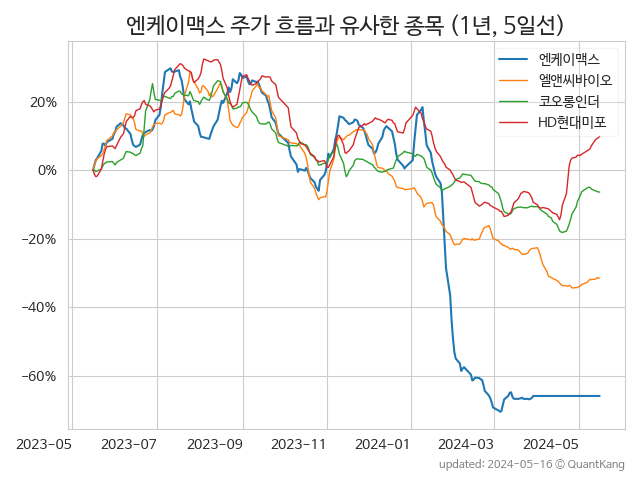 엔케이맥스 주가 흐름과 유사한 종목 (1년, 5일선)
엔케이맥스
엘앤씨바이오
코오롱인더
HD현대미포
20%
0%
−20%
−40%
−60%
2023-05 2023-07 2023-09 2023-11 2024-01 2024-03 2024-05
updated: 2024-05-16 © QuantKang